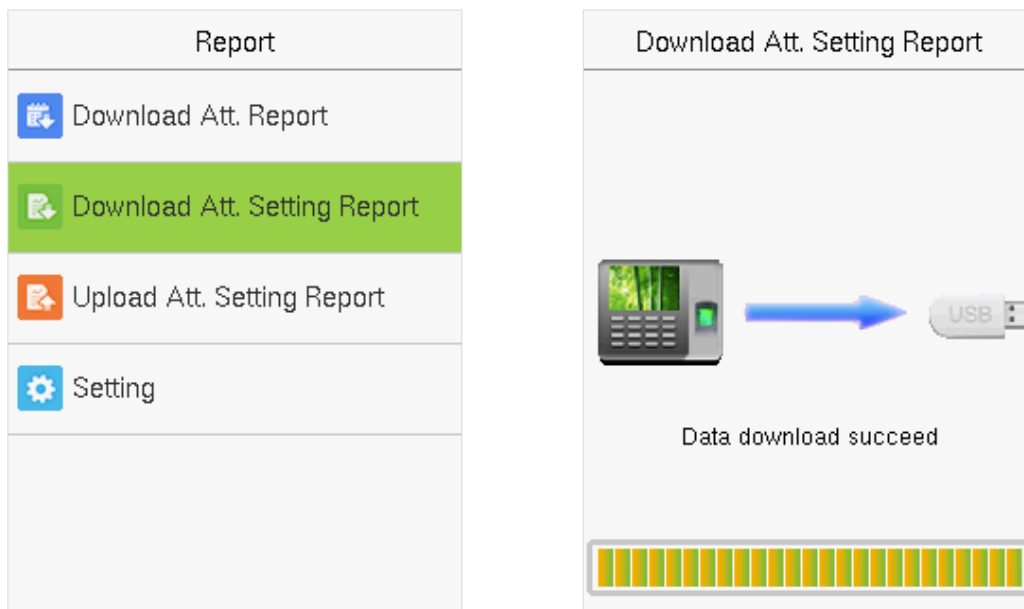 Report
Download Att. Report
Download Att. Setting Report
Upload Att. Setting Report
Setting
Download Att. Setting Report
USB
Data download succeed